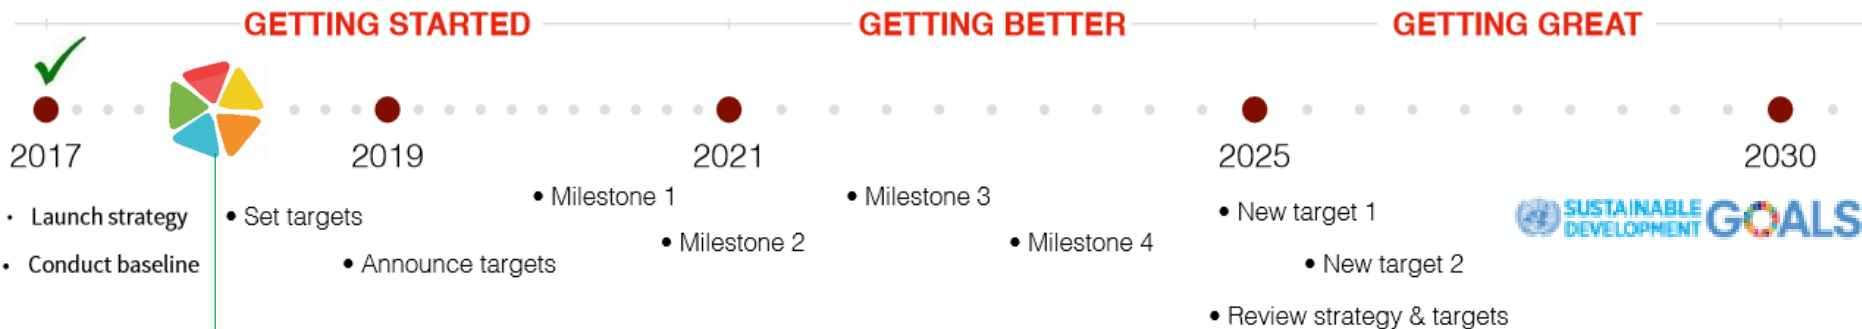 GETTING STARTED
GETTING BETTER
GETTING GREAT
2017
2019
2021
2025
2030
• Launch strategy
• Conduct baseline
• Set targets
• Announce targets
• Milestone 1
• Milestone 2
• Milestone 3
• Milestone 4
• New target 1
• New target 2
• Review strategy & targets
SUSTAINABLE
DEVELOPMENT
GOALS